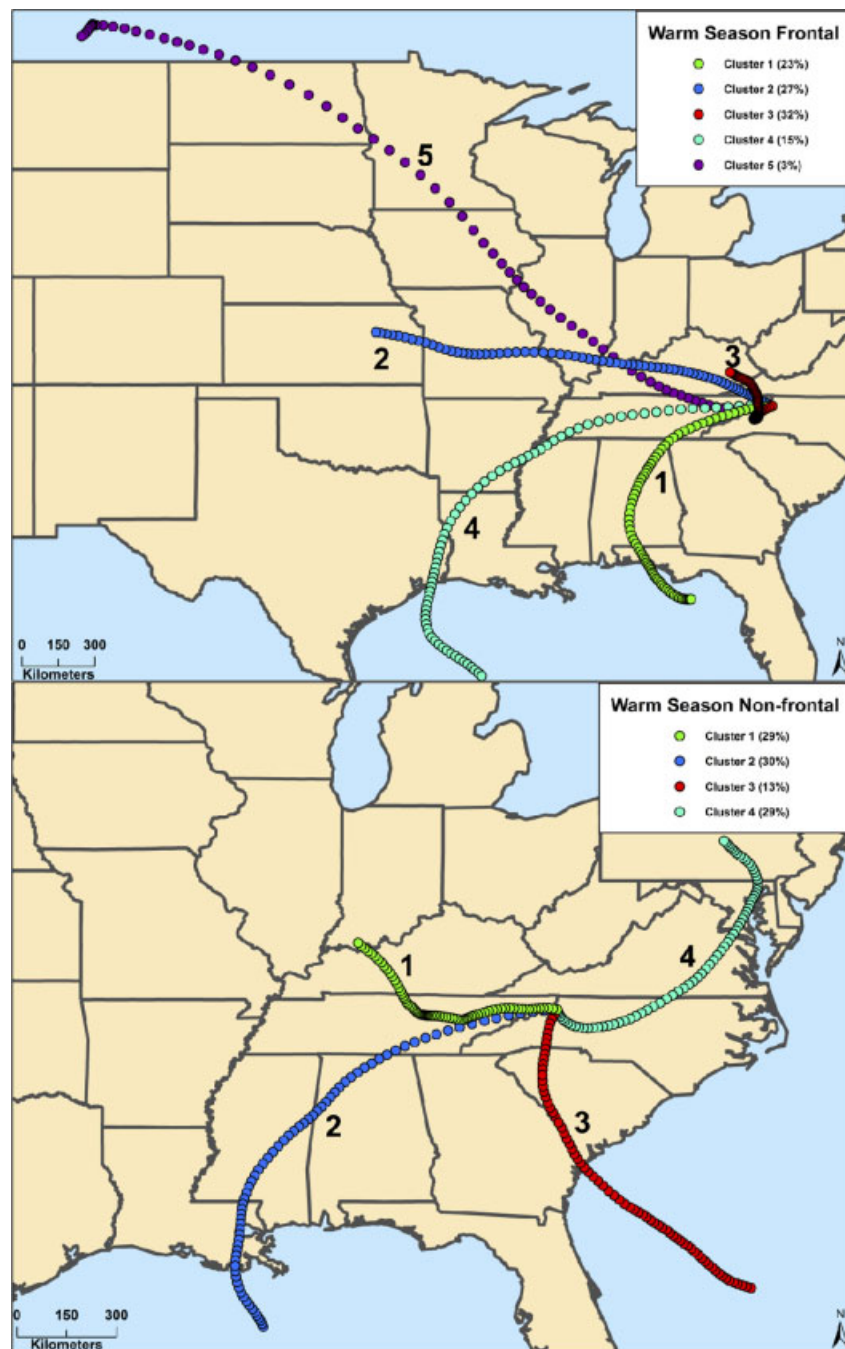 Warm Season Frontal
Cluster 1 (23%)
Cluster 2 (27%)
Cluster 3 (32%)
Cluster 4 (15%)
Cluster 5 (3%)
5
2
3
1
4
0 150 300
Kilometers
N
Warm Season Non-frontal
Cluster 1 (29%)
Cluster 2 (30%)
Cluster 3 (13%)
Cluster 4 (29%)
1
4
2
3
0 150 300
Kilometers
N